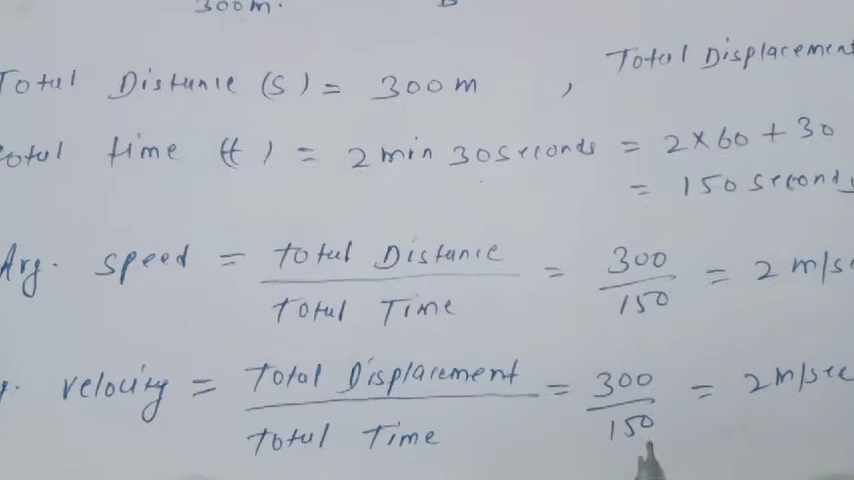 300m. B
Total Distance (S) = 300m , Total Displacement
otal time (t) = 2 min 30 seconds = 2×60 + 30
= 150 seconds
Avg. speed = Total Distance / Total Time = 300 / 150 = 2 m/s
. velocity = Total Displacement / Total Time = 300 / 150 = 2m/sec